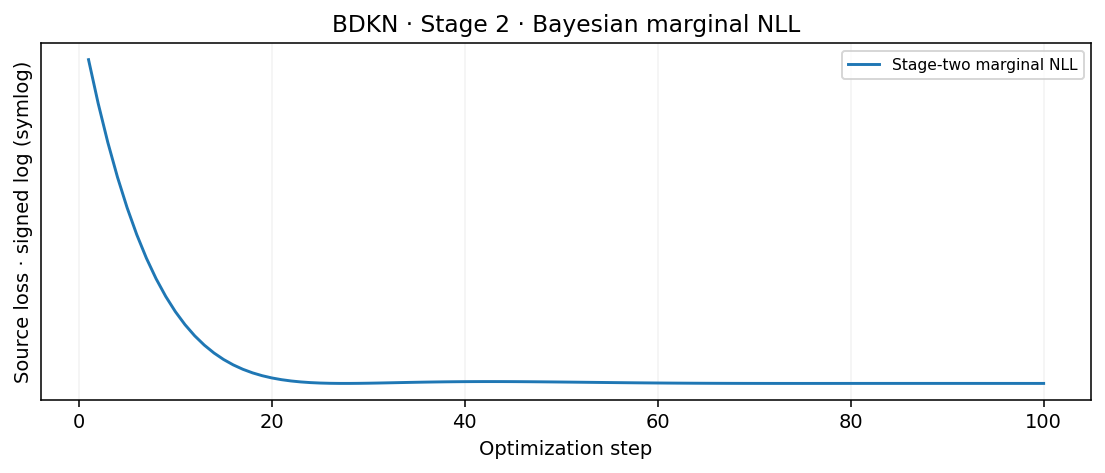 BDKN · Stage 2 · Bayesian marginal NLL
Stage-two marginal NLL
Source loss · signed log (symlog)
0 20 40 60 80 100
Optimization step